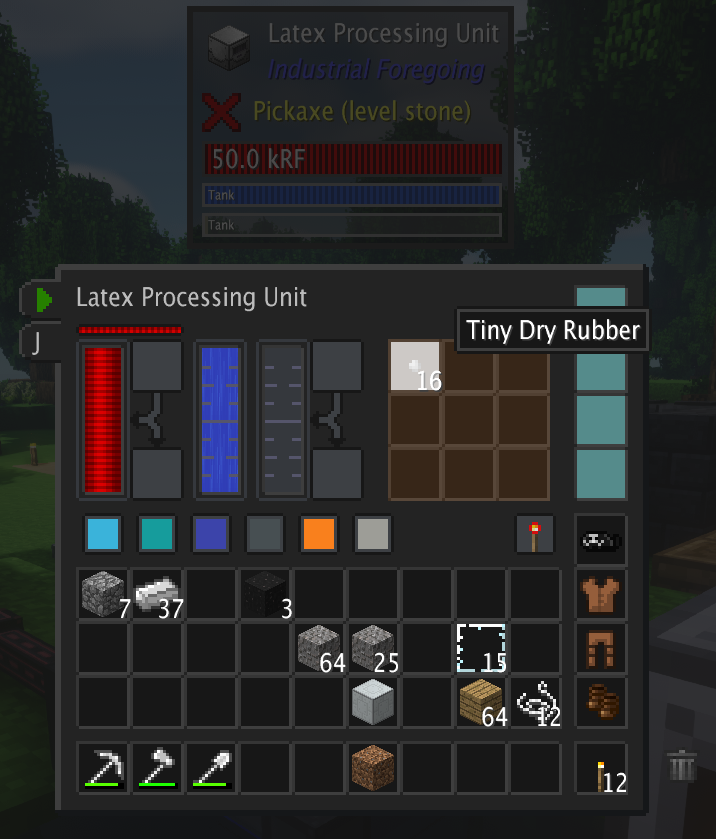 Latex Processing Unit
Industrial Foregoing
Pickaxe (level stone)
50.0 kRF
Tank
Tank
Latex Processing Unit
J
Tiny Dry Rubber
16
7 37 3
64 25 15
64 12
12